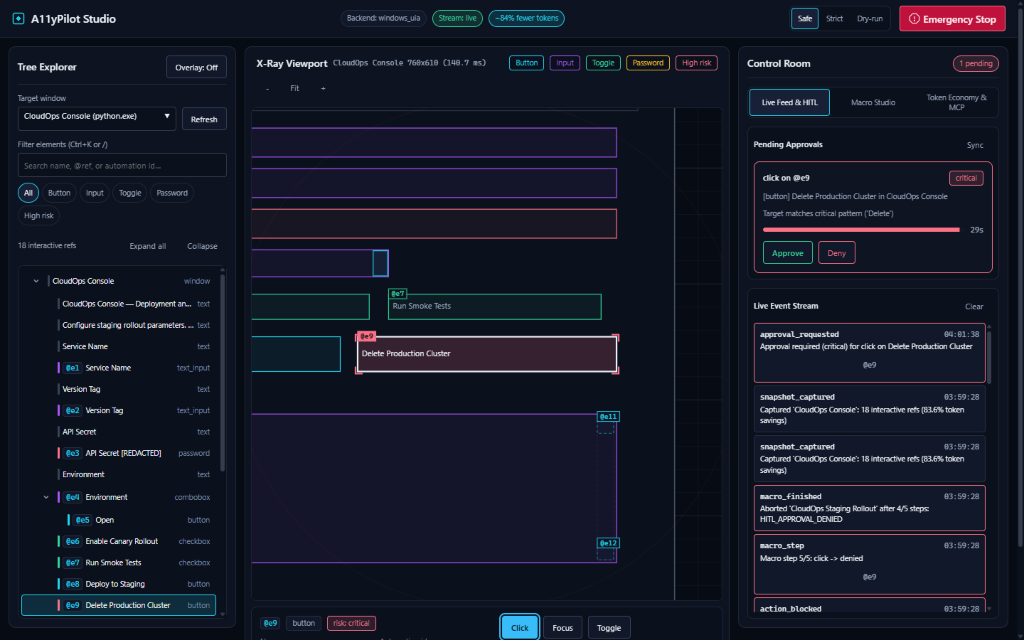 A11yPilot Studio
Backend: windows_uia
Stream: live
~84% fewer tokens
Safe
Strict
Dry-run
Emergency Stop
Tree Explorer
Overlay: Off
Target window
CloudOps Console (python.exe)
Refresh
Filter elements (Ctrl+K or /)
Search name, @ref, or automation id...
All
Button
Input
Toggle
Password
High risk
18 interactive refs
Expand all
Collapse
CloudOps Console window
CloudOps Console — Deployment an... text
Configure staging rollout parameters. ... text
Service Name text
@e1 Service Name text_input
Version Tag text
@e2 Version Tag text_input
API Secret text
@e3 API Secret [REDACTED] password
Environment text
@e4 Environment combobox
@e5 Open button
@e6 Enable Canary Rollout checkbox
@e7 Run Smoke Tests checkbox
@e8 Deploy to Staging button
@e9 Delete Production Cluster button
X-Ray Viewport CloudOps Console 760x610 (140.7 ms)
Button
Input
Toggle
Password
High risk
- Fit +
@e7
Run Smoke Tests
@e9
Delete Production Cluster
@e11
@e12
@e9
button
risk: critical
Click
Focus
Toggle
Control Room
1 pending
Live Feed & HITL
Macro Studio
Token Economy &
MCP
Pending Approvals
Sync
click on @e9
critical
[button] Delete Production Cluster in CloudOps Console
Target matches critical pattern ('Delete')
29s
Approve
Deny
Live Event Stream
Clear
approval_requested 04:01:38
Approval required (critical) for click on Delete Production Cluster
@e9
snapshot_captured 03:59:28
Captured 'CloudOps Console': 18 interactive refs (83.6% token
savings)
snapshot_captured 03:59:28
Captured 'CloudOps Console': 18 interactive refs (83.6% token
savings)
macro_finished 03:59:28
Aborted 'CloudOps Staging Rollout' after 4/5 steps:
HITL_APPROVAL_DENIED
macro_step 03:59:28
Macro step 5/5: click -> denied
@e9
action_blocked 03:59:28